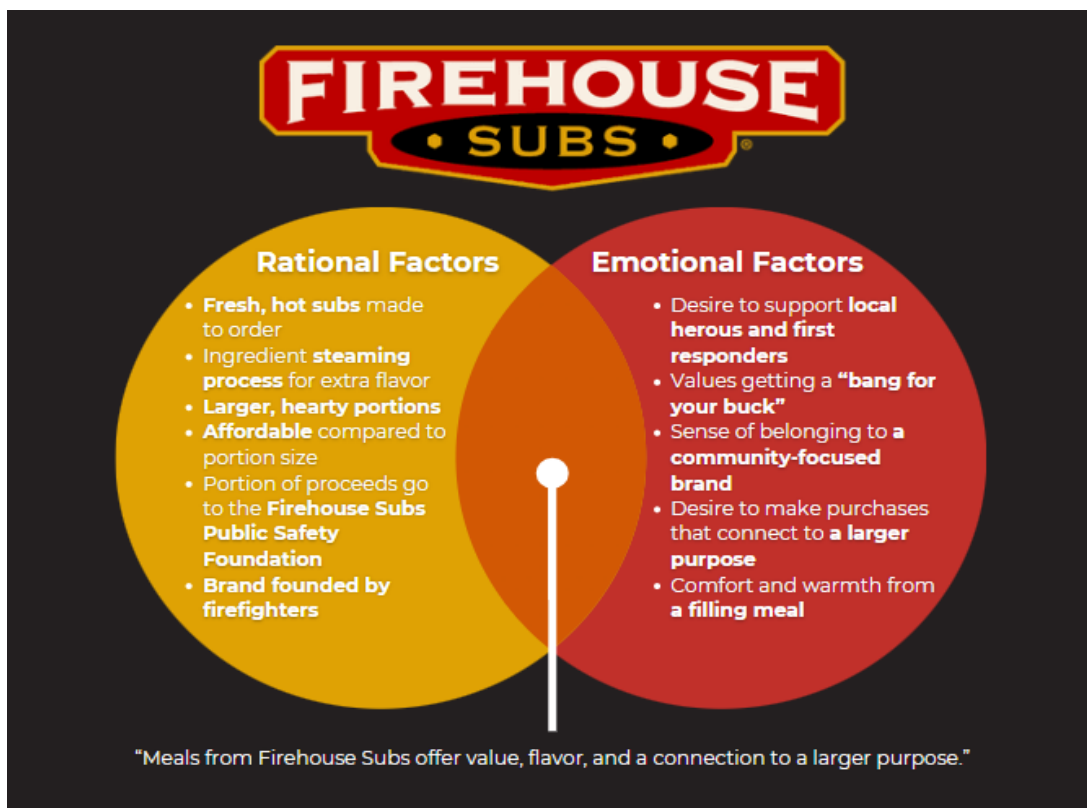 FIREHOUSE
SUBS
®
Rational Factors
• Fresh, hot subs made
to order
• Ingredient steaming
process for extra flavor
• Larger, hearty portions
• Affordable compared to
portion size
• Portion of proceeds go
to the Firehouse Subs
Public Safety
Foundation
• Brand founded by
firefighters
Emotional Factors
• Desire to support local
herous and first
responders
• Values getting a “bang for
your buck”
• Sense of belonging to a
community-focused
brand
• Desire to make purchases
that connect to a larger
purpose
• Comfort and warmth from
a filling meal
“Meals from Firehouse Subs offer value, flavor, and a connection to a larger purpose.”